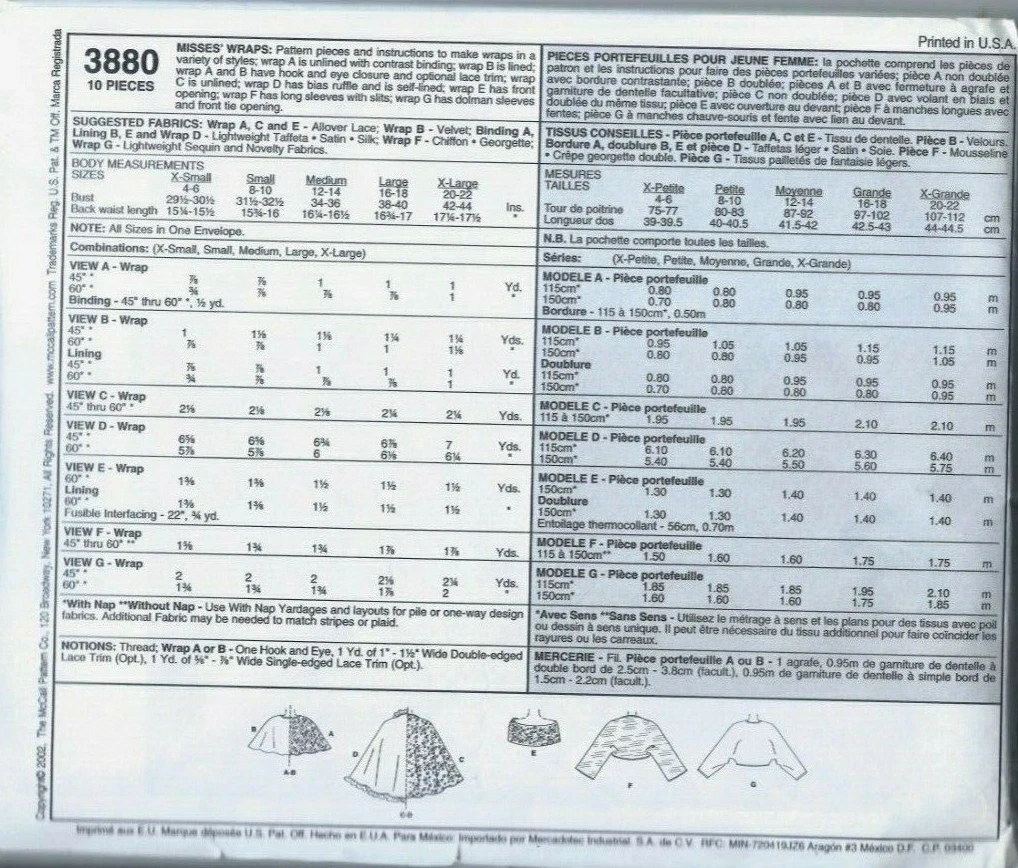 Printed in U.S.A.
3880
10 PIECES
MISSES' WRAPS: Pattern pieces and instructions to make wraps in a
variety of styles; wrap A is unlined with contrast binding; wrap B is lined;
wrap A and B have hook and eye closure and optional lace trim; wrap
C is unlined; wrap D has bias ruffle and is self-lined; wrap E has front
opening; wrap F has long sleeves with slits; wrap G has dolman sleeves
and front tie opening.
SUGGESTED FABRICS: Wrap A, C and E - Allover Lace; Wrap B - Velvet; Binding A,
Lining B, E and Wrap D - Lightweight Taffeta • Satin • Silk; Wrap F - Chiffon • Georgette;
Wrap G - Lightweight Sequin and Novelty Fabrics.
BODY MEASUREMENTS
SIZES X-Small Small Medium Large X-Large
4-6 8-10 12-14 16-18 20-22
Bust 29½-30½ 31½-32½ 34-36 38-40 42-44 Ins.
Back waist length 15¼-15½ 15¾-16 16¼-16½ 16¾-17 17¼-17½ "
NOTE: All Sizes in One Envelope.
Combinations: (X-Small, Small, Medium, Large, X-Large)
VIEW A - Wrap
45" * ⅞ ⅞ 1 1 1 Yd.
60" * ¾ ⅞ ⅞ ⅞ 1 "
Binding - 45" thru 60" *, ½ yd.
VIEW B - Wrap
45" * 1 1⅛ 1⅛ 1¼ 1¼ Yds.
60" * ⅞ ⅞ 1 1 1⅛ "
Lining
45" * ⅞ ⅞ 1 1 1 Yd.
60" * ¾ ⅞ ⅞ ⅞ 1 "
VIEW C - Wrap
45" thru 60" * 2⅛ 2⅛ 2⅛ 2¼ 2¼ Yds.
VIEW D - Wrap
45" * 6⅝ 6⅝ 6¾ 6⅞ 7 Yds.
60" * 5⅞ 5⅞ 6 6⅛ 6¼ "
VIEW E - Wrap
60" * 1⅜ 1⅜ 1½ 1½ 1½ Yds.
Lining
60" * 1⅜ 1⅜ 1½ 1½ 1½ "
Fusible Interfacing - 22", ¾ yd.
VIEW F - Wrap
45" thru 60" ** 1⅝ 1¾ 1¾ 1⅞ 1⅞ Yds.
VIEW G - Wrap
45" * 2 2 2 2⅛ 2¼ Yds.
60" * 1¾ 1¾ 1¾ 1⅞ 2 "
*With Nap **Without Nap - Use With Nap Yardages and layouts for pile or one-way design
fabrics. Additional Fabric may be needed to match stripes or plaid.
NOTIONS: Thread; Wrap A or B - One Hook and Eye, 1 Yd. of 1" - 1½" Wide Double-edged
Lace Trim (Opt.), 1 Yd. of ⅝" - ⅞" Wide Single-edged Lace Trim (Opt.).
PIECES PORTEFEUILLES POUR JEUNE FEMME: la pochette comprend les pièces de
patron et les instructions pour faire des pièces portefeuilles variées; pièce A non doublée
avec bordure contrastante; pièce B doublée; pièces A et B avec fermeture à agrafe et
garniture de dentelle facultative; pièce C non doublée; pièce D avec volant en biais et
doublée du même tissu; pièce E avec ouverture au devant; pièce F à manches longues avec
fentes; pièce G à manches chauve-souris et fente avec lien au devant.
TISSUS CONSEILLES - Pièce portefeuille A, C et E - Tissu de dentelle. Pièce B - Velours.
Bordure A, doublure B, E et pièce D - Taffetas léger • Satin • Soie. Pièce F - Mousseline
• Crêpe georgette double. Pièce G - Tissus pailletés de fantaisie légers.
MESURES
TAILLES X-Petite Petite Moyenne Grande X-Grande
4-6 8-10 12-14 16-18 20-22
Tour de poitrine 75-77 80-83 87-92 97-102 107-112 cm
Longueur dos 39-39.5 40-40.5 41.5-42 42.5-43 44-44.5 cm
N.B. La pochette comporte toutes les tailles.
Séries: (X-Petite, Petite, Moyenne, Grande, X-Grande)
MODELE A - Pièce portefeuille
115cm* 0.80 0.80 0.95 0.95 0.95 m
150cm* 0.70 0.80 0.80 0.80 0.95 m
Bordure - 115 à 150cm*, 0.50m
MODELE B - Pièce portefeuille
115cm* 0.95 1.05 1.05 1.15 1.15 m
150cm* 0.80 0.80 0.95 0.95 1.05 m
Doublure
115cm* 0.80 0.80 0.95 0.95 0.95 m
150cm* 0.70 0.80 0.80 0.80 0.95 m
MODELE C - Pièce portefeuille
115 à 150cm* 1.95 1.95 1.95 2.10 2.10 m
MODELE D - Pièce portefeuille
115cm* 6.10 6.10 6.20 6.30 6.40 m
150cm* 5.40 5.40 5.50 5.60 5.75 m
MODELE E - Pièce portefeuille
150cm* 1.30 1.30 1.40 1.40 1.40 m
Doublure
150cm* 1.30 1.30 1.40 1.40 1.40 m
Entoilage thermocollant - 56cm, 0.70m
MODELE F - Pièce portefeuille
115 à 150cm** 1.50 1.60 1.60 1.75 1.75 m
MODELE G - Pièce portefeuille
115cm* 1.85 1.85 1.85 1.95 2.10 m
150cm* 1.60 1.60 1.60 1.75 1.85 m
*Avec Sens **Sans Sens - Utilisez le métrage à sens et les plans pour des tissus avec poil
ou dessin à sens unique. Il peut être nécessaire du tissu additionnel pour faire coïncider les
rayures ou les carreaux.
MERCERIE - Fil. Pièce portefeuille A ou B - 1 agrafe, 0.95m de garniture de dentelle à
double bord de 2.5cm - 3.8cm (facult.), 0.95m de garniture de dentelle à simple bord de
1.5cm - 2.2cm (facult.).
B A
A-B
D C
C-D
E
F
G
Copyright© 2002, The McCall Pattern Co., 120 Broadway, New York 10271, All Rights Reserved. www.mccallpattern.com Trademarks Reg. U.S. Pat. & TM Off. Marca Registrada
Imprimé aux E.U. Marque déposée U.S. Pat. Off. Hecho en E.U.A. Para México: Importado por Mercadotec Industrial, S.A. de C.V. RFC: MIN-720419JZ6 Aragón #3 México D.F. C.P. 03400